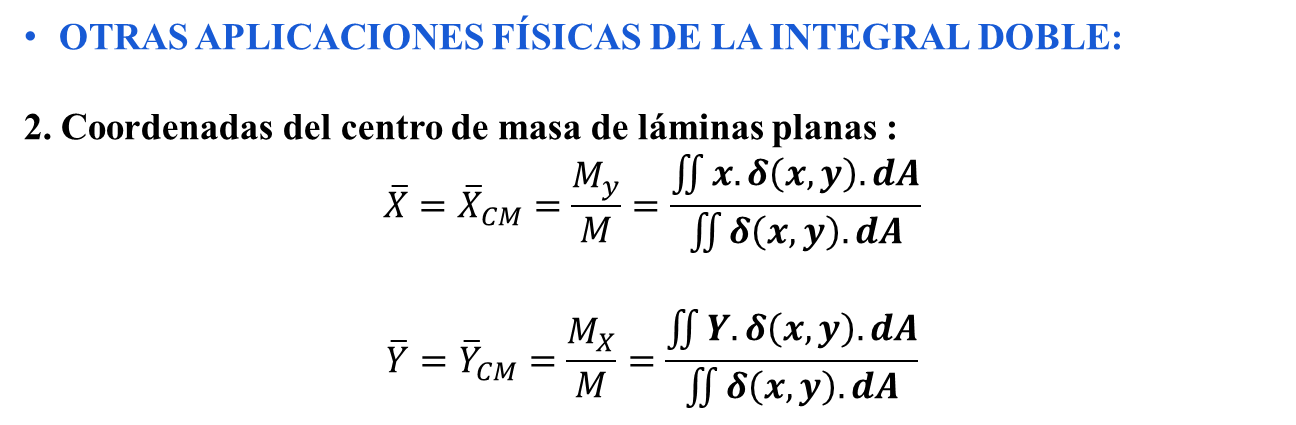 • OTRAS APLICACIONES FÍSICAS DE LA INTEGRAL DOBLE:
2. Coordenadas del centro de masa de láminas planas :
X̄ = X̄_CM = M_y / M = ∬ x.δ(x,y).dA / ∬ δ(x,y).dA
Ȳ = Ȳ_CM = M_X / M = ∬ Y.δ(x,y).dA / ∬ δ(x,y).dA